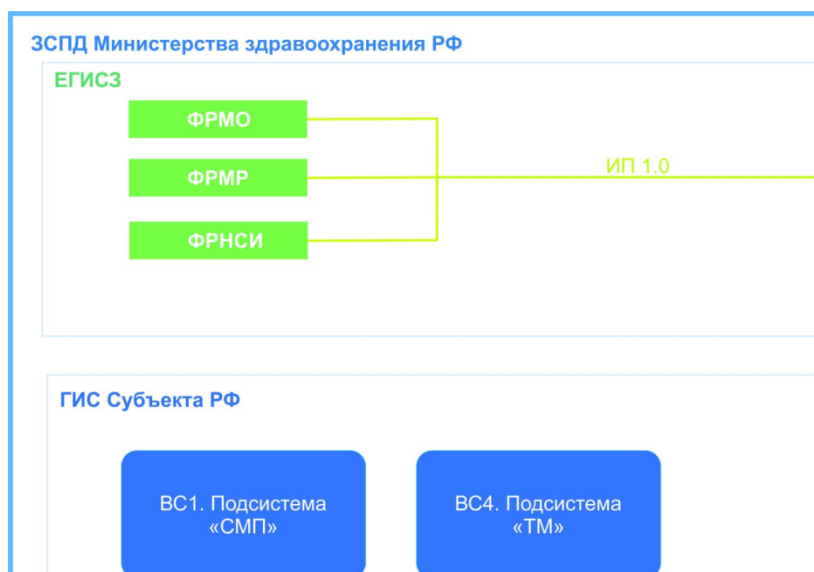 ЗСПД Министерства здравоохранения РФ
ЕГИСЗ
ФРМО
ФРМР
ИП 1.0
ФРНСИ
ГИС Субъекта РФ
ВС1. Подсистема
«СМП»
ВС4. Подсистема
«ТМ»